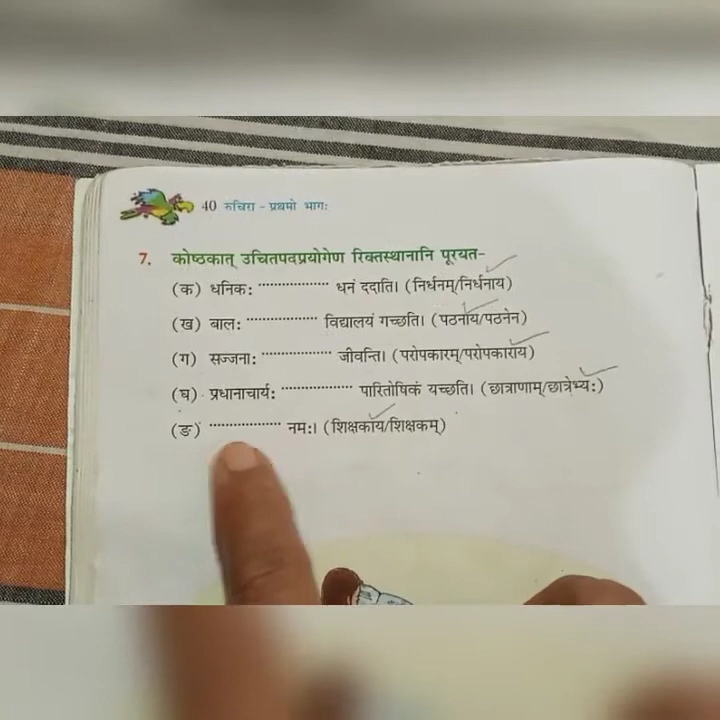 40 रुचिरा - प्रथमो भागः
7. कोष्ठकात् उचितपदप्रयोगेण रिक्तस्थानानि पूरयत-
(क) धनिकः ................. धनं ददाति। (निर्धनम्/निर्धनाय)
(ख) बालः ................. विद्यालयं गच्छति। (पठनाय/पठनेन)
(ग) सज्जनाः ................. जीवन्ति। (परोपकारम्/परोपकाराय)
(घ) प्रधानाचार्यः ................. पारितोषिकं यच्छति। (छात्राणाम्/छात्रेभ्यः)
(ङ) ................. नमः। (शिक्षकाय/शिक्षकम्)